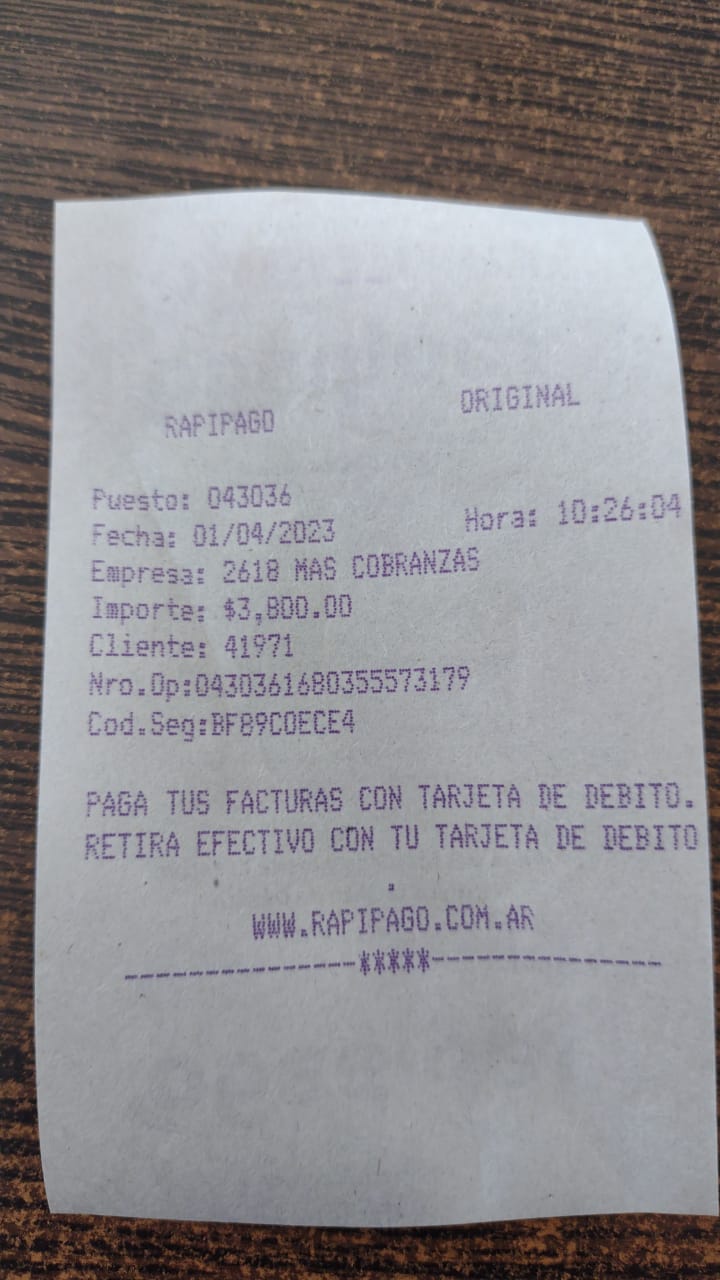 RAPIPAGO ORIGINAL
Puesto: 043036
Fecha: 01/04/2023 Hora: 10:26:04
Empresa: 2618 MAS COBRANZAS
Importe: $3,800.00
Cliente: 41971
Nro.Op:0430361680355573179
Cod.Seg:BF89C0ECE4
PAGA TUS FACTURAS CON TARJETA DE DEBITO.
RETIRA EFECTIVO CON TU TARJETA DE DEBITO
.
WWW.RAPIPAGO.COM.AR
----------------*****----------------